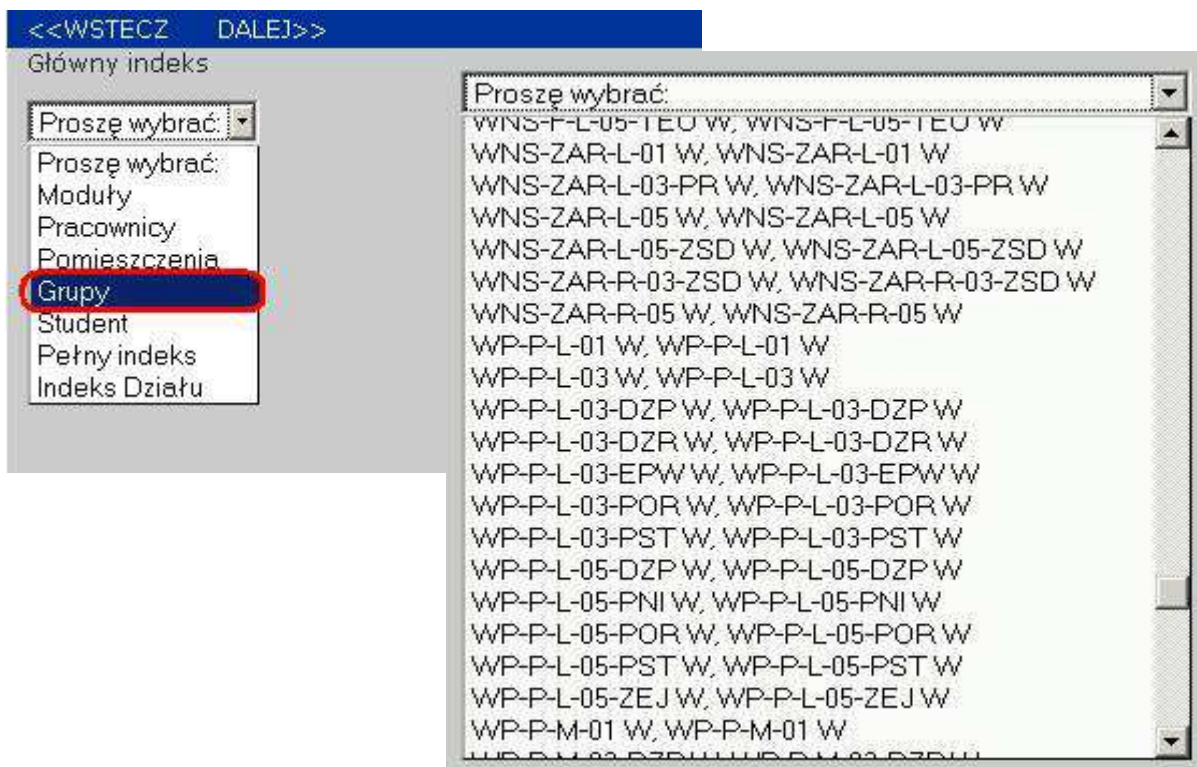 <<WSTECZ DALEJ>>
Główny indeks
Proszę wybrać:
Proszę wybrać:
Moduły
Pracownicy
Pomieszczenia
Grupy
Student
Pełny indeks
Indeks Działu
Proszę wybrać:
WNS-F-L-05-TEO W, WNS-F-L-05-TEO W
WNS-ZAR-L-01 W, WNS-ZAR-L-01 W
WNS-ZAR-L-03-PR W, WNS-ZAR-L-03-PR W
WNS-ZAR-L-05 W, WNS-ZAR-L-05 W
WNS-ZAR-L-05-ZSD W, WNS-ZAR-L-05-ZSD W
WNS-ZAR-R-03-ZSD W, WNS-ZAR-R-03-ZSD W
WNS-ZAR-R-05 W, WNS-ZAR-R-05 W
WP-P-L-01 W, WP-P-L-01 W
WP-P-L-03 W, WP-P-L-03 W
WP-P-L-03-DZP W, WP-P-L-03-DZP W
WP-P-L-03-DZR W, WP-P-L-03-DZR W
WP-P-L-03-EPW W, WP-P-L-03-EPW W
WP-P-L-03-POR W, WP-P-L-03-POR W
WP-P-L-03-PST W, WP-P-L-03-PST W
WP-P-L-05-DZP W, WP-P-L-05-DZP W
WP-P-L-05-PNI W, WP-P-L-05-PNI W
WP-P-L-05-POR W, WP-P-L-05-POR W
WP-P-L-05-PST W, WP-P-L-05-PST W
WP-P-L-05-ZEJ W, WP-P-L-05-ZEJ W
WP-P-M-01 W, WP-P-M-01 W